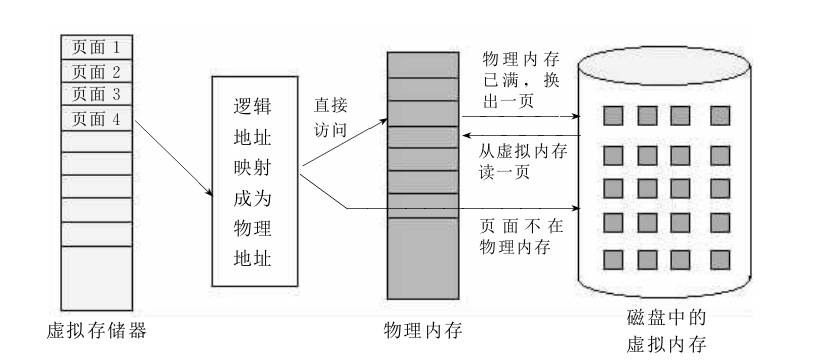 页面 1
页面 2
页面 3
页面 4
虚拟存储器
逻辑
地址
映射
成为
物理
地址
直接
访问
物理内存
物理内存
已满，换
出一页
从虚拟内存
读一页
页面不在
物理内存
磁盘中的
虚拟内存